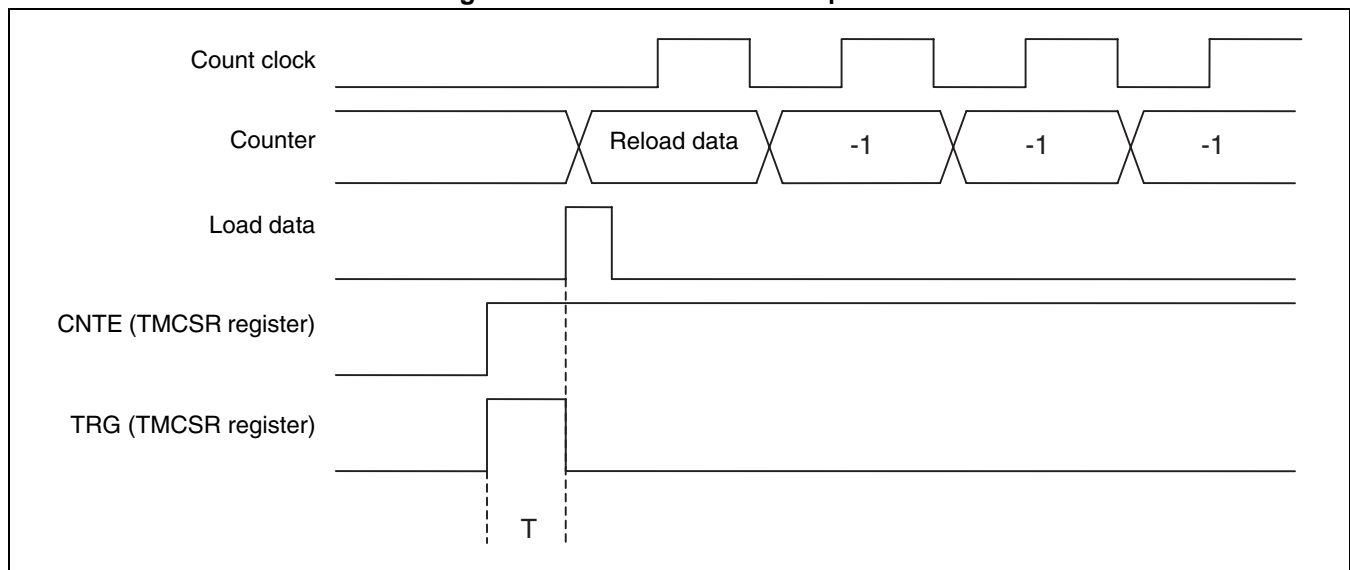 Count clock
Counter
Reload data
-1
-1
-1
Load data
CNTE (TMCSR register)
TRG (TMCSR register)
T